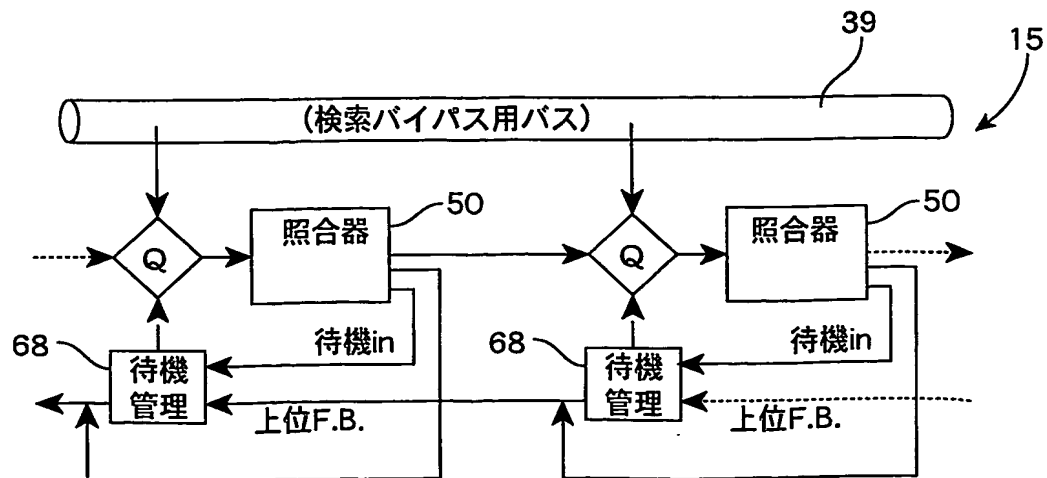 39
15
(検索バイパス用バス)
50
50
照合器
照合器
Q
Q
待機in
待機in
68
68
待機
管理
待機
管理
上位F.B.
上位F.B.